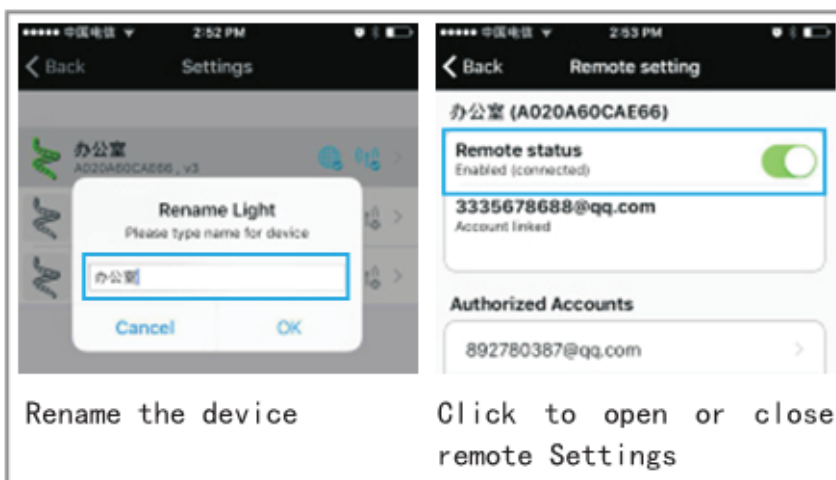 中国电信 2:52 PM
Back Settings
办公室
A020A60CAE66, v3
Rename Light
Please type name for device
办公室
Cancel OK
Rename the device
中国电信 2:53 PM
Back Remote setting
办公室 (A020A60CAE66)
Remote status
Enabled (connected)
3335678688@qq.com
Account linked
Authorized Accounts
892780387@qq.com
Click to open or close
remote Settings